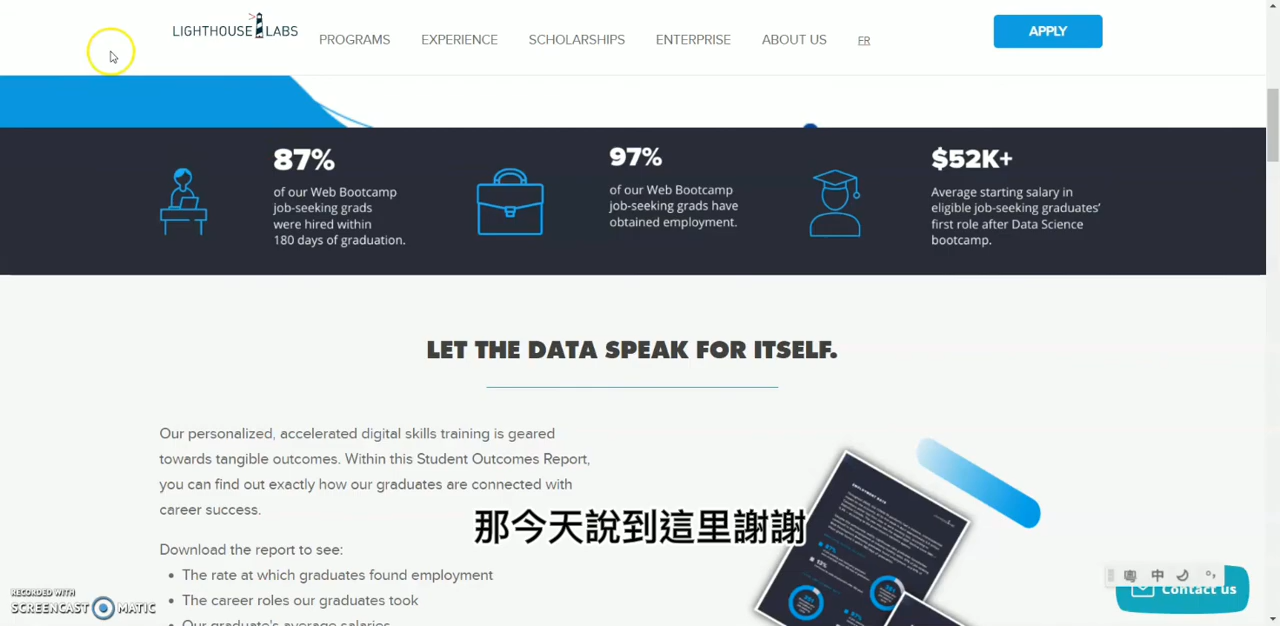 LIGHTHOUSE LABS
PROGRAMS
EXPERIENCE
SCHOLARSHIPS
ENTERPRISE
ABOUT US
FR
APPLY
87%
of our Web Bootcamp
job-seeking grads
were hired within
180 days of graduation.
97%
of our Web Bootcamp
job-seeking grads have
obtained employment.
$52K+
Average starting salary in
eligible job-seeking graduates’
first role after Data Science
bootcamp.
LET THE DATA SPEAK FOR ITSELF.
Our personalized, accelerated digital skills training is geared
towards tangible outcomes. Within this Student Outcomes Report,
you can find out exactly how our graduates are connected with
career success.
Download the report to see:
• The rate at which graduates found employment
• The career roles our graduates took
• Our graduate's average salaries
那今天說到這里謝謝
中
Contact us
RECORDED WITH
SCREENCAST MATIC